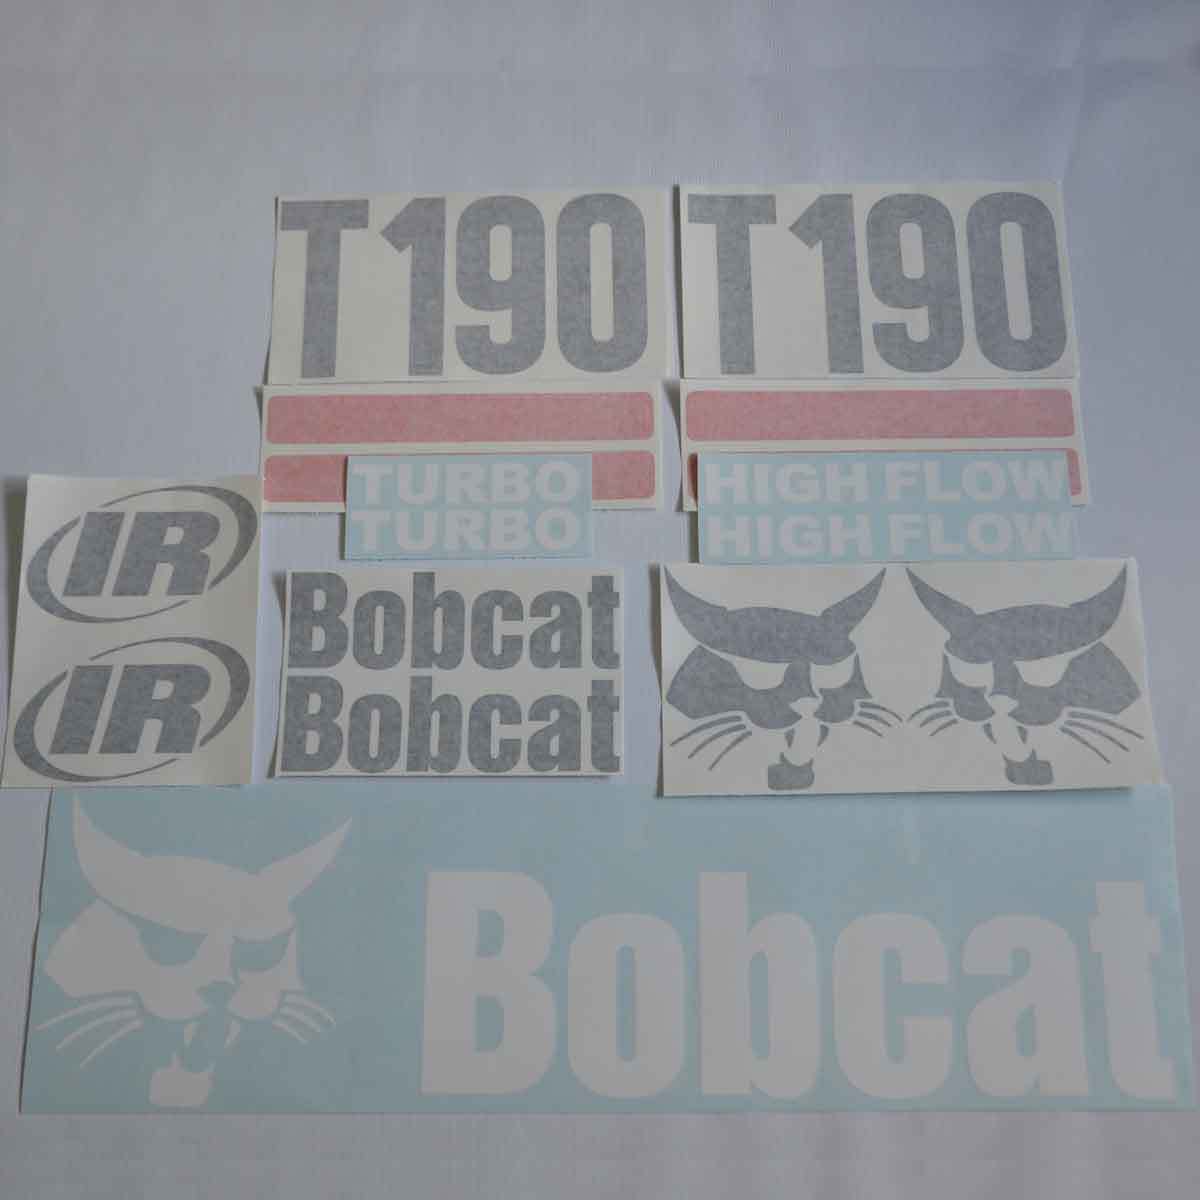 T190
T190
TURBO
TURBO
HIGH FLOW
HIGH FLOW
IR
IR
Bobcat
Bobcat
Bobcat